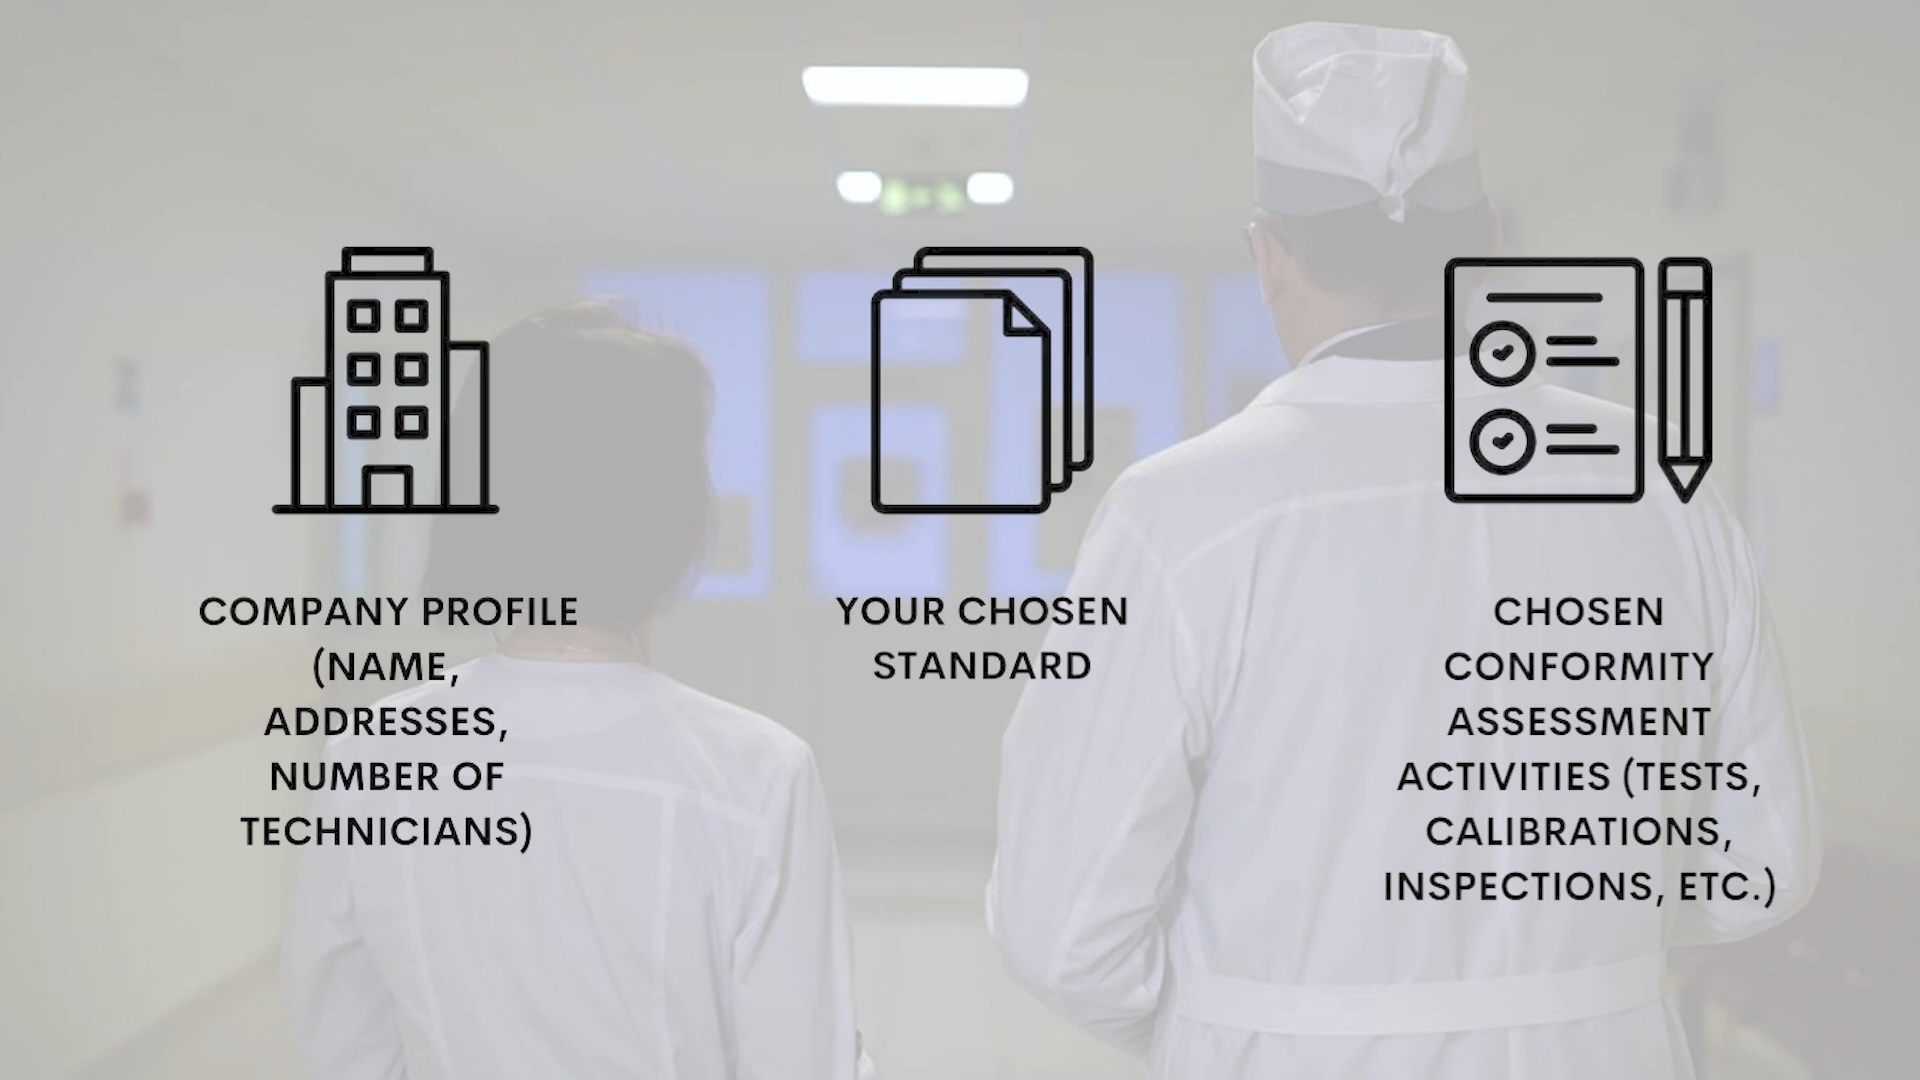 COMPANY PROFILE
(NAME,
ADDRESSES,
NUMBER OF
TECHNICIANS)
YOUR CHOSEN
STANDARD
CHOSEN
CONFORMITY
ASSESSMENT
ACTIVITIES (TESTS,
CALIBRATIONS,
INSPECTIONS, ETC.)